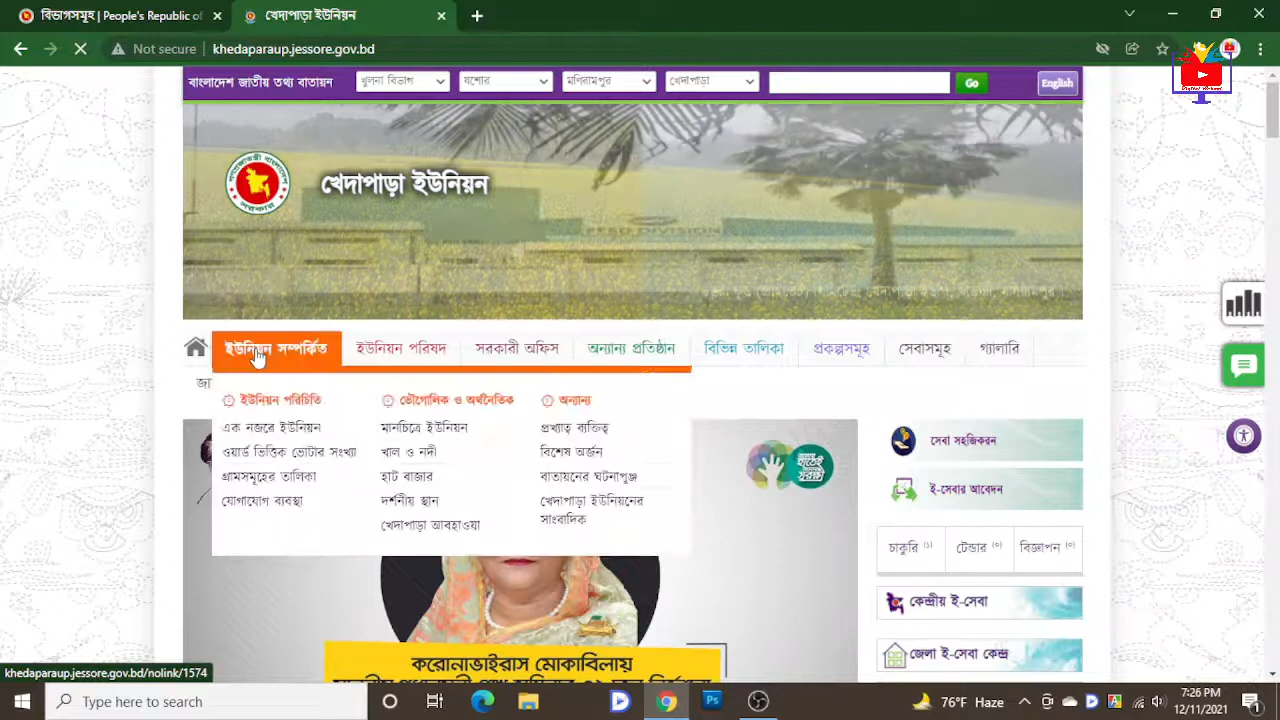 বিভাগসমূহ | People's Republic of
খেদাপাড়া ইউনিয়ন
Not secure | khedaparaup.jessore.gov.bd
বাংলাদেশ জাতীয় তথ্য বাতায়ন
খুলনা বিভাগ
যশোর
মণিরামপুর
খেদাপাড়া
Go
English
খেদাপাড়া ইউনিয়ন
ইউনিয়ন সম্পর্কিত
ইউনিয়ন পরিষদ
সরকারী অফিস
অন্যান্য প্রতিষ্ঠান
বিভিন্ন তালিকা
প্রকল্পসমূহ
সেবাসমূহ
গ্যালারি
ইউনিয়ন পরিচিতি
এক নজরে ইউনিয়ন
ওয়ার্ড ভিত্তিক ভোটার সংখ্যা
গ্রামসমূহের তালিকা
যোগাযোগ ব্যবস্থা
ভৌগোলিক ও অর্থনৈতিক
মানচিত্রে ইউনিয়ন
খাল ও নদী
হাট বাজার
দর্শনীয় স্থান
খেদাপাড়া আবহাওয়া
অন্যান্য
প্রখ্যাত ব্যক্তিত্ব
বিশেষ অর্জন
বাতায়নের ঘটনাপুঞ্জ
খেদাপাড়া ইউনিয়নের
সাংবাদিক
সেবা সহজিকরন
ই-সেবার আবেদন
চাকুরি (১)
টেন্ডার (০)
বিজ্ঞাপন (০)
কেন্দ্রীয় ই-সেবা
জেলা ই-সেবা কেন্দ্র
করোনাভাইরাস মোকাবিলায়
khedaparaup.jessore.gov.bd/nolink/1574
Type here to search
76°F Haze
7:26 PM
12/11/2021